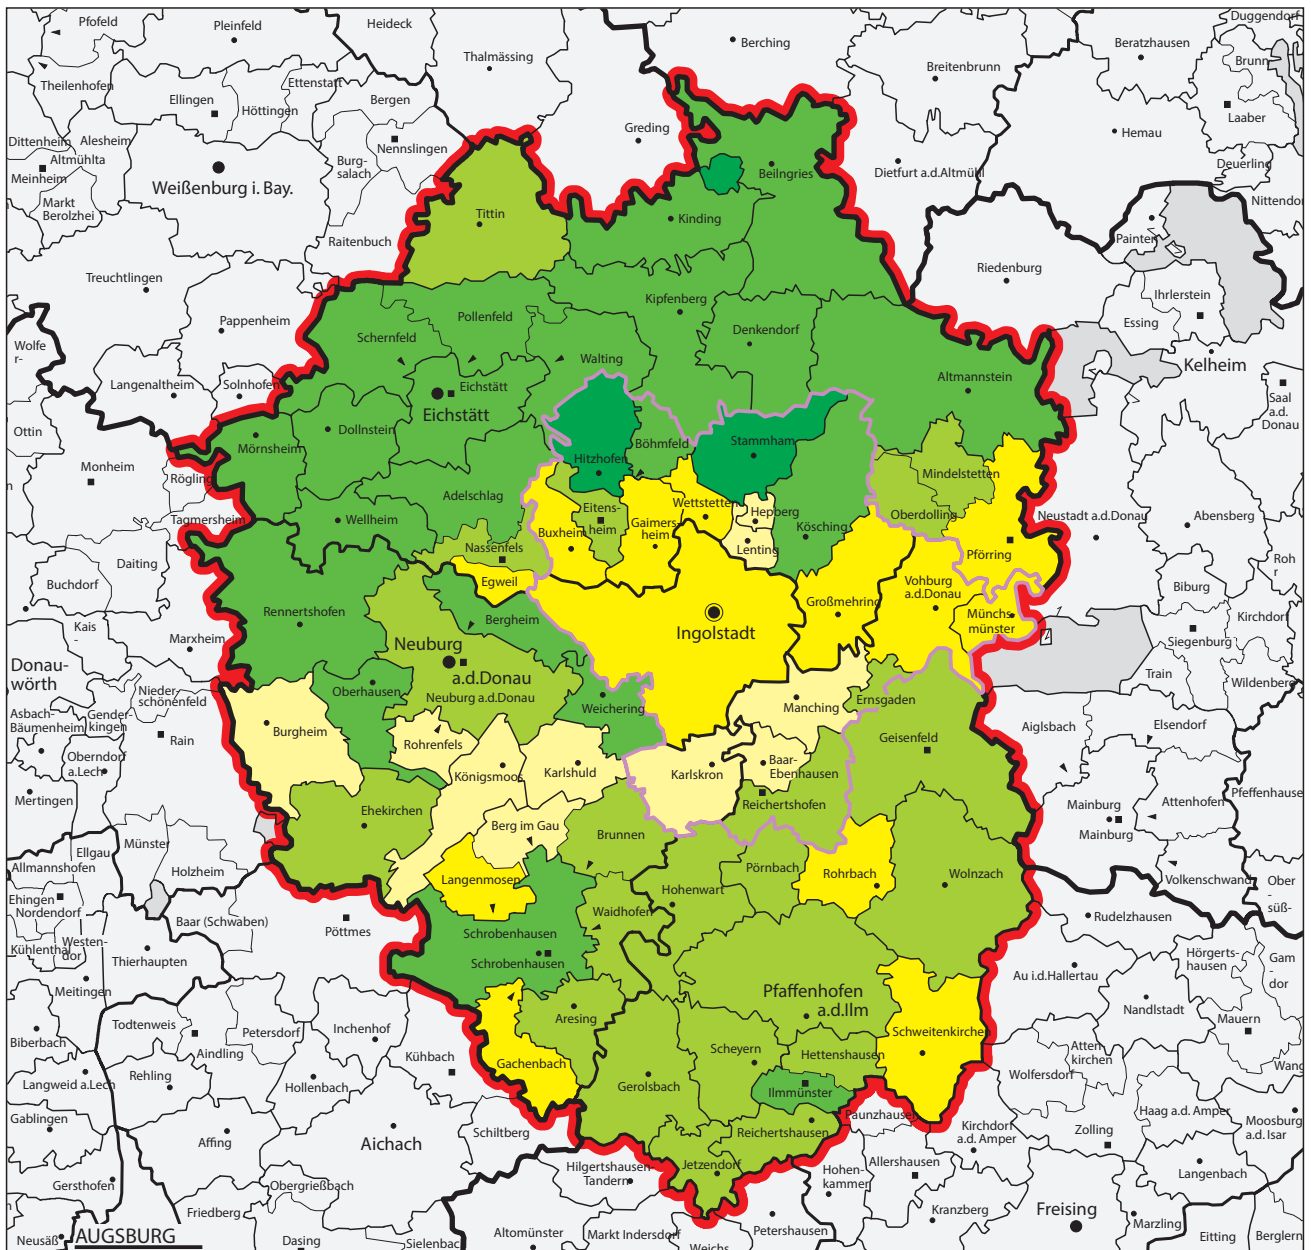 Pfofeld
Pleinfeld
Heideck
Thalmässing
Berching
Breitenbrunn
Beratzhausen
Duggendorf
Brunn
Theilenhofen
Ellingen
Ettenstatt
Höttingen
Bergen
Nennslingen
Greding
Hemau
Laaber
Dittenheim
Alesheim
Altmühlta
Meinheim
Markt
Berolzhei
Weißenburg i. Bay.
Burg-
salach
Raitenbuch
Tittin
Kinding
Beilngries
Dietfurt a.d.Altmühl
Deuerling
Nittendor
Painten
Riedenburg
Treuchtlingen
Pappenheim
Wolfe
r-
Langenaltheim
Solnhofen
Schernfeld
Pollenfeld
Kipfenberg
Denkendorf
Walting
Ihrlerstein
Essing
Kelheim
Saal
a.d.
Donau
Eichstätt
Eichstätt
Altmannstein
Ottin
Monheim
Rögling
Tagmersheim
Mörnsheim
Dollnstein
Adelschlag
Wellheim
Hitzhofen
Böhmfeld
Stammham
Mindelstetten
Oberdolling
Pförring
Neustadt a.d.Donau
Abensberg
Eitens-
heim
Buxheim
Gaimers-
heim
Wettstetten
Hepberg
Lenting
Kösching
Nassenfels
Egweil
Daiting
Buchdorf
Kais
-
Marxheim
Rennertshofen
Bergheim
Neuburg
a.d.Donau
Neuburg a.d.Donau
Ingolstadt
Großmehring
Vohburg
a.d.Donau
Münchs-
münster
Biburg
Roh
r
Kirchdor
Siegenburg
Train
Wildenberg
Donau-
wörth
Asbach-
Bäumenheim
Gender-
kingen
Nieder-
schönenfeld
Rain
Oberndorf
a.Lech
Mertingen
Oberhausen
Burgheim
Rohrenfels
Königsmoos
Karlshuld
Weichering
Karlskron
Manching
Ernsgaden
Baar-
Ebenhausen
Reichertshofen
Geisenfeld
Aiglsbach
Elsendorf
Mainburg
Mainburg
Attenhofen
Pfeffenhause
Volkenschwand
Ober
-
süß-
Ehekirchen
Berg im Gau
Brunnen
Langenmosen
Münster
Holzheim
Ellgau
Allmannshofen
Ehingen
Nordendorf
Baar (Schwaben)
Pöttmes
Westen-
dor
Kühlenthal
Thierhaupten
Meitingen
Schrobenhausen
Schrobenhausen
Waidhofen
Hohenwart
Pörnbach
Rohrbach
Wolnzach
Rudelzhausen
Hörgerts-
hausen
Gam-
dor
Au i.d.Hallertau
Nandlstadt
Mauern
Pfaffenhofen
a.d.Ilm
Schweitenkirchen
Aresing
Gachenbach
Gerolsbach
Scheyern
Hettenshausen
Ilmmünster
Reichertshausen
Jetzendorf
Biberbach
Todtenweis
Aindling
Petersdorf
Inchenhof
Kühbach
Langweid a.Lech
Rehling
Hollenbach
Gablingen
Affing
Aichach
Schiltberg
Gersthofen
Obergrießbach
Friedberg
Dasing
Sielenbac
Neusäß
AUGSBURG
Hilgertshausen-
Tandern
Altomünster
Markt Indersdorf
Weichs
Petershausen
Hohen-
kammer
Paunzhausen
Allershausen
Kirchdorf
a.d. Amper
Kranzberg
Freising
Wolfersdorf
Atten
kirchen
Wang
Haag a.d. Amper
Zolling
Moosburg
a.d. Isar
Langenbach
Marzling
Eitting
Berglern